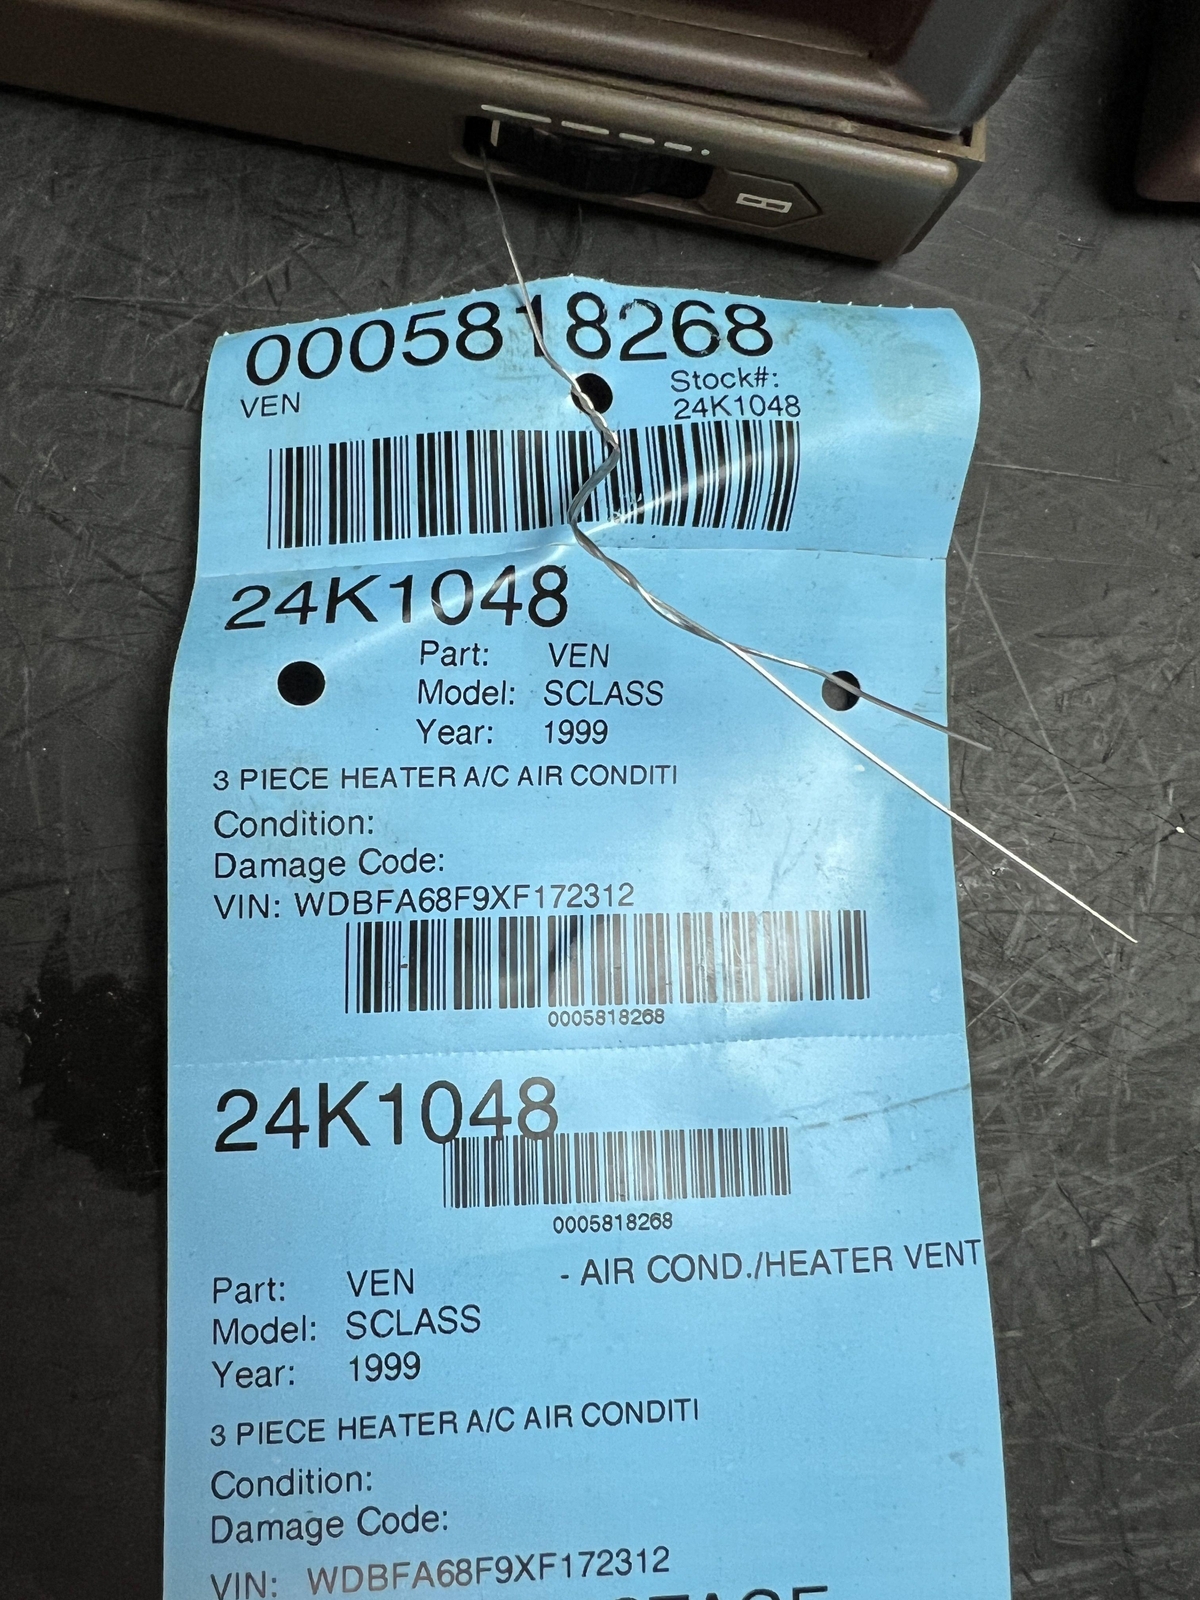 0005818268
VEN
Stock#:
24K1048
24K1048
Part: VEN
Model: SCLASS
Year: 1999
3 PIECE HEATER A/C AIR CONDITI
Condition:
Damage Code:
VIN: WDBFA68F9XF172312
0005818268
24K1048
0005818268
Part: VEN - AIR COND./HEATER VENT
Model: SCLASS
Year: 1999
3 PIECE HEATER A/C AIR CONDITI
Condition:
Damage Code:
VIN: WDBFA68F9XF172312